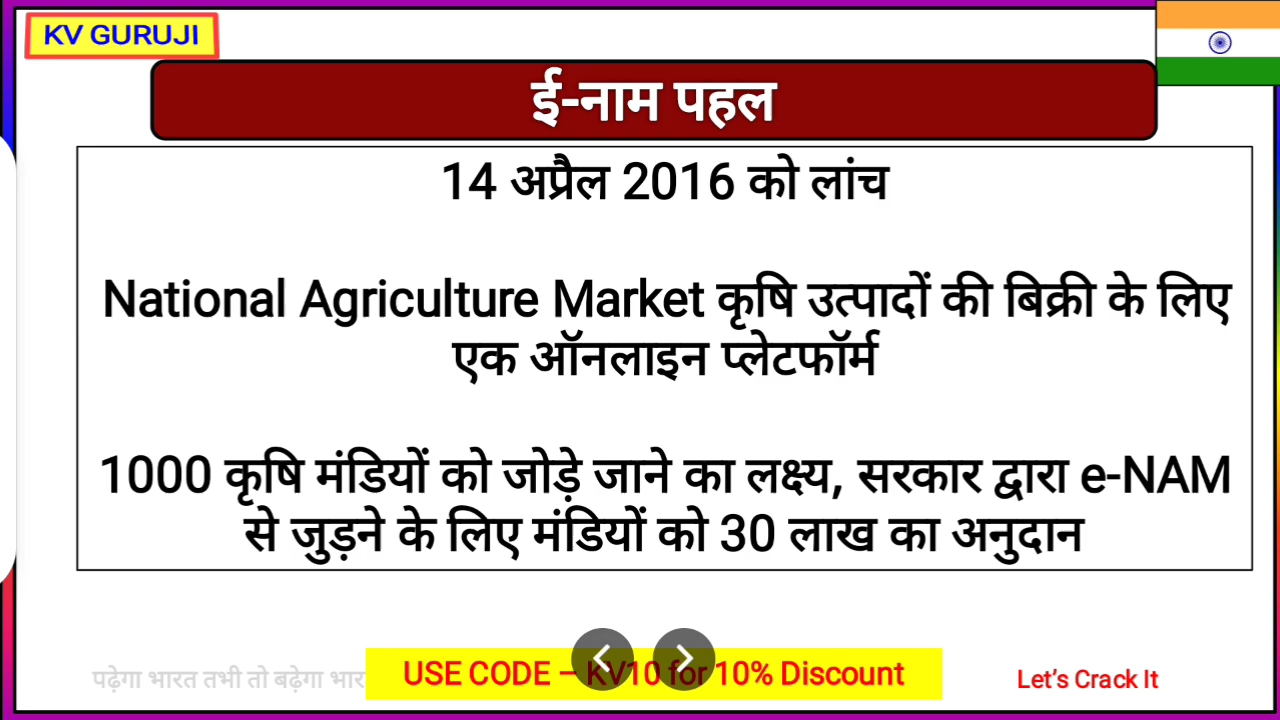 KV GURUJI
ई-नाम पहल
14 अप्रैल 2016 को लांच
National Agriculture Market कृषि उत्पादों की बिक्री के लिए
एक ऑनलाइन प्लेटफॉर्म
1000 कृषि मंडियों को जोड़े जाने का लक्ष्य, सरकार द्वारा e-NAM
से जुड़ने के लिए मंडियों को 30 लाख का अनुदान
पढ़ेगा भारत तभी तो बढ़ेगा भार
USE CODE – KV10 for 10% Discount
Let’s Crack It